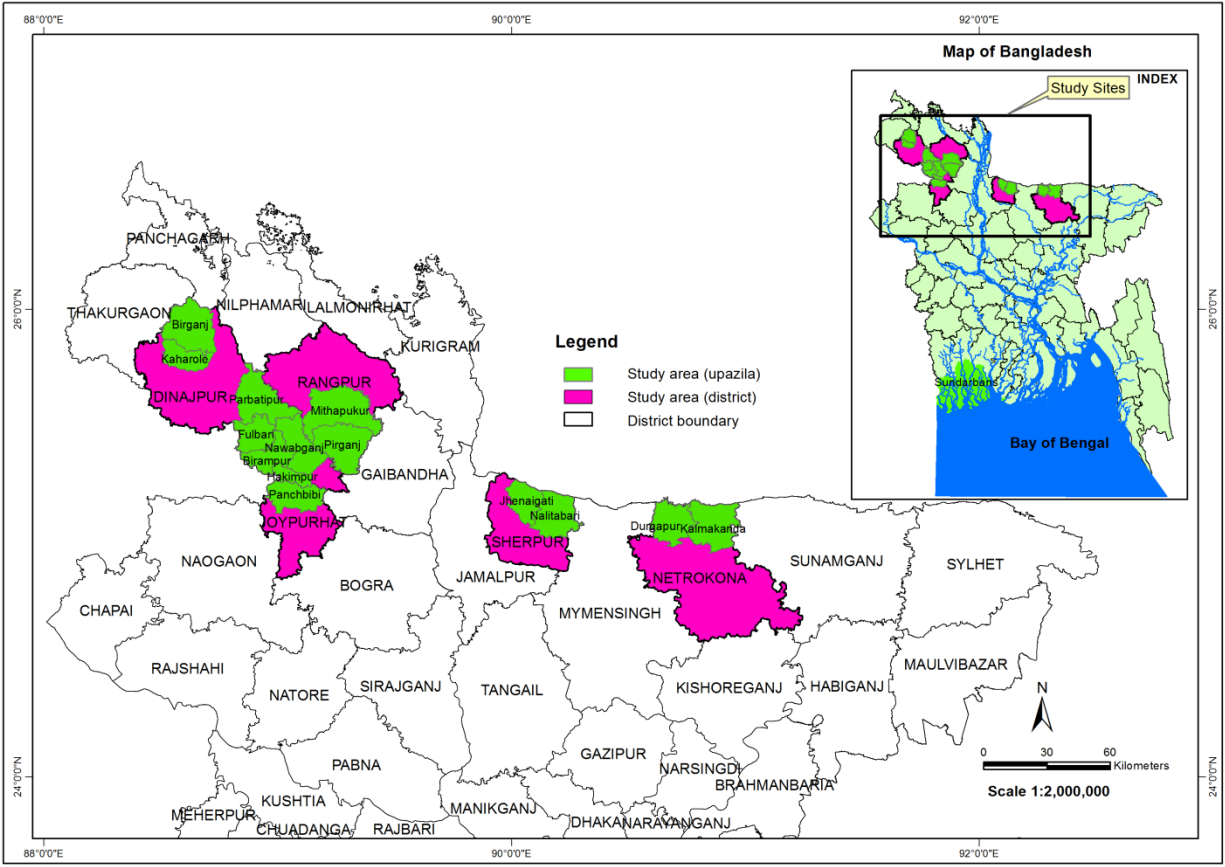 88°0'0"E
90°0'0"E
92°0'0"E
Map of Bangladesh
INDEX
Study Sites
Sundarbans
Bay of Bengal
26°0'0"N
26°0'0"N
PANCHAGARH
THAKURGAON
NILPHAMARI
LALMONIRHAT
KURIGRAM
Birganj
Kaharole
DINAJPUR
RANGPUR
Parbatipur
Mithapukur
Fulbari
Nawabganj
Pirganj
Birampur
Hakimpur
GAIBANDHA
Panchbibi
JOYPURHAT
Legend
Study area (upazila)
Study area (district)
District boundary
Jhenaigati
Nalitabari
SHERPUR
Durgapur
Kalmakanda
NETROKONA
SUNAMGANJ
SYLHET
NAOGAON
BOGRA
JAMALPUR
MYMENSINGH
CHAPAI
RAJSHAHI
NATORE
SIRAJGANJ
TANGAIL
KISHOREGANJ
HABIGANJ
MAULVIBAZAR
PABNA
GAZIPUR
NARSINGDI
BRAHMANBARIA
KUSHTIA
MEHERPUR
CHUADANGA
RAJBARI
MANIKGANJ
DHAKA
NARAYANGANJ
N
0 30 60
Kilometers
Scale 1:2,000,000
24°0'0"N
24°0'0"N
88°0'0"E
90°0'0"E
92°0'0"E